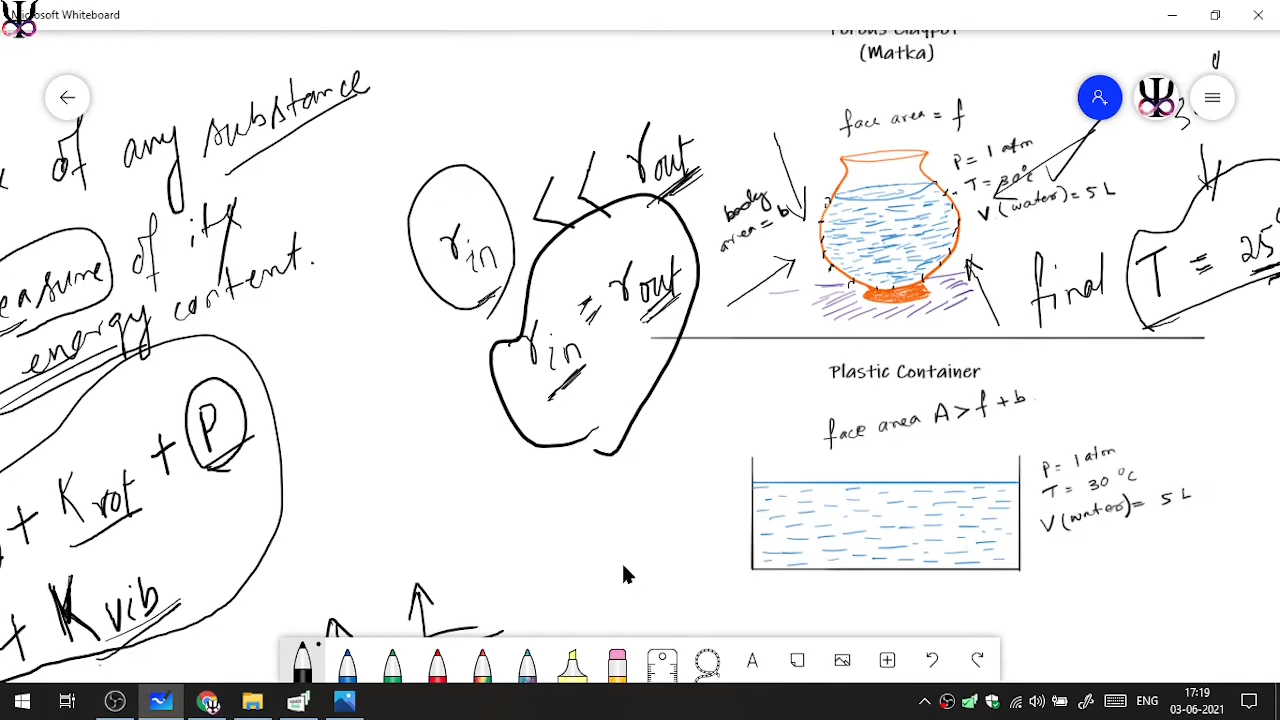 Microsoft Whiteboard
Porous Claypot
(Matka)
of any substance
face area = f
P = 1 atm
T = 30°C
V (water) = 5 L
body
area = b
r out
r in
measure of its
energy content.
r in = r out
final T = 25
Plastic Container
face area A > f + b
P = 1 atm
T = 30°C
V (water) = 5 L
+ K rot + P
+ K vib
A
ENG
17:19
03-06-2021